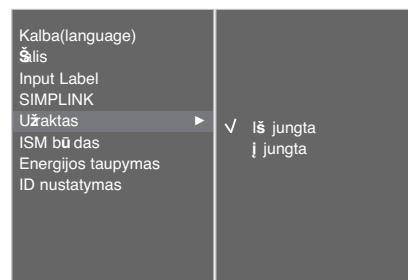 Kalba(language)
Šalis
Input Label
SIMPLINK
Užraktas ►
ISM būdas
Energijos taupymas
ID nustatymas
√ Išjungta
įjungta